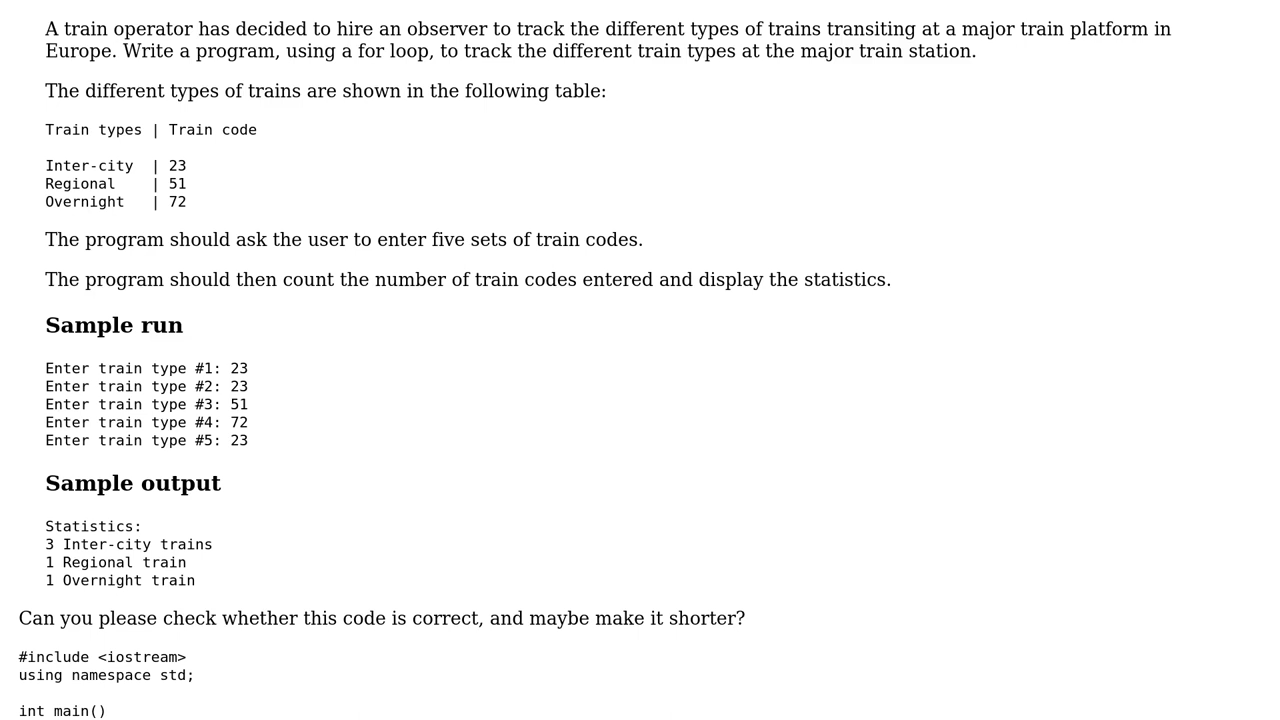 A train operator has decided to hire an observer to track the different types of trains transiting at a major train platform in
Europe. Write a program, using a for loop, to track the different train types at the major train station.
The different types of trains are shown in the following table:
Train types | Train code
Inter-city  | 23
Regional    | 51
Overnight   | 72
The program should ask the user to enter five sets of train codes.
The program should then count the number of train codes entered and display the statistics.
Sample run
Enter train type #1: 23
Enter train type #2: 23
Enter train type #3: 51
Enter train type #4: 72
Enter train type #5: 23
Sample output
Statistics:
3 Inter-city trains
1 Regional train
1 Overnight train
Can you please check whether this code is correct, and maybe make it shorter?
#include <iostream>
using namespace std;
int main()